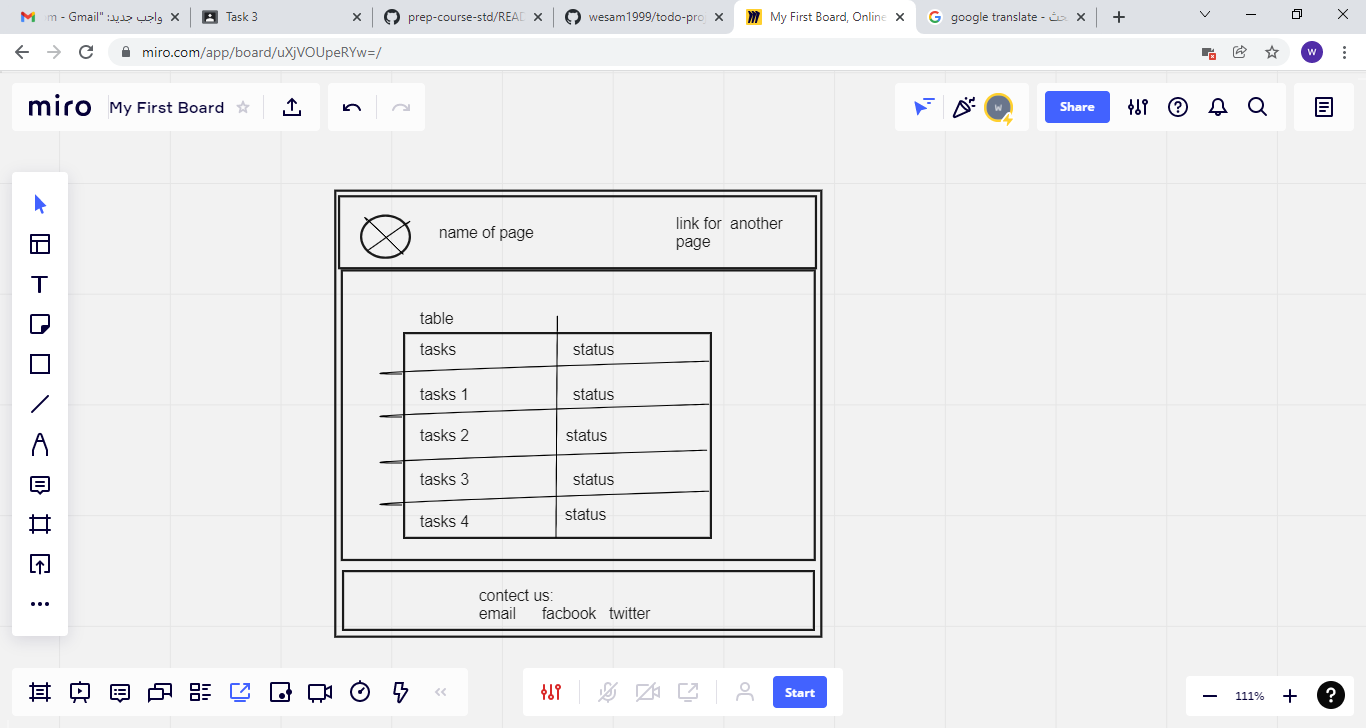 واجب جديد: "m - Gmail
Task 3
prep-course-std/READ
wesam1999/todo-pro
My First Board, Online
google translate - بحث
miro.com/app/board/uXjVOUpeRYw=/
W
miro
My First Board
W
Share
name of page
link for another
page
table
tasks status
tasks 1 status
tasks 2 status
tasks 3 status
tasks 4 status
contect us:
email facbook twitter
Start
111%
?